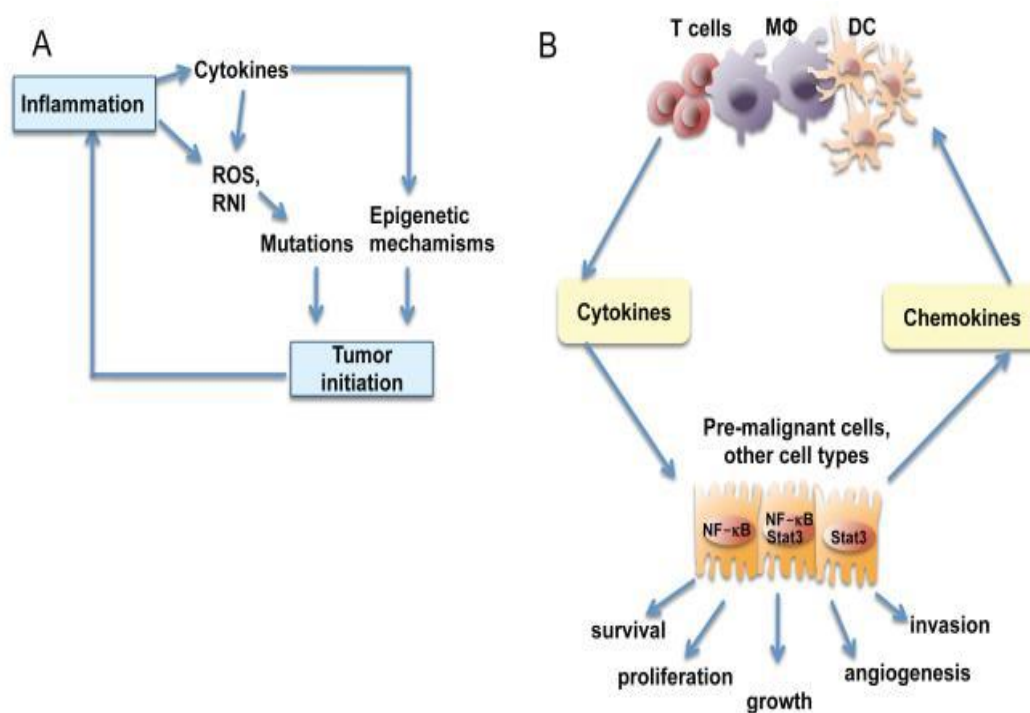 A
Inflammation
Cytokines
ROS,
RNI
Mutations
Epigenetic
mechamisms
Tumor
initiation
B
T cells
MΦ
DC
Cytokines
Chemokines
Pre-malignant cells,
other cell types
NF-κB
NF-κB
Stat3
Stat3
survival
proliferation
growth
angiogenesis
invasion